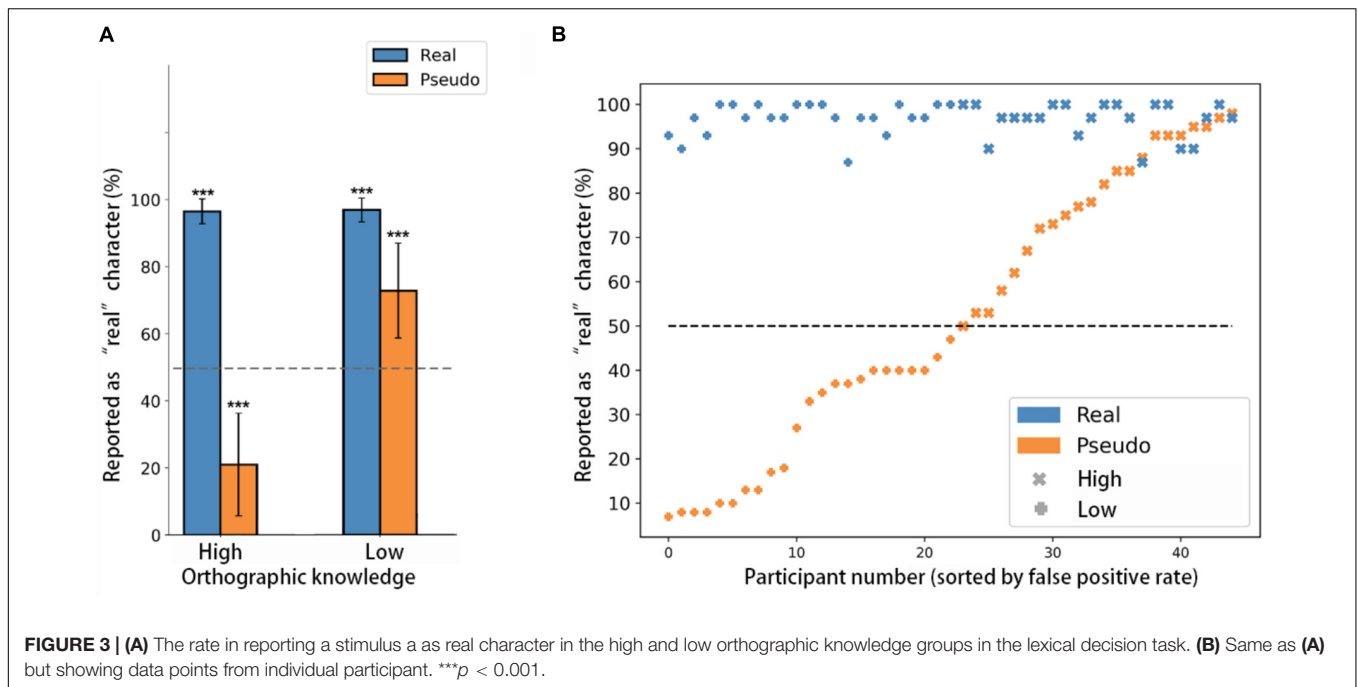 A
Real
Pseudo
Reported as "real" character (%)
100
80
60
40
20
0
***
***
***
***
High
Low
Orthographic knowledge
B
Reported as "real" character (%)
100
90
80
70
60
50
40
30
20
10
Real
Pseudo
High
Low
0
10
20
30
40
Participant number (sorted by false positive rate)
FIGURE 3 | (A) The rate in reporting a stimulus a as real character in the high and low orthographic knowledge groups in the lexical decision task. (B) Same as (A)
but showing data points from individual participant. ***p < 0.001.